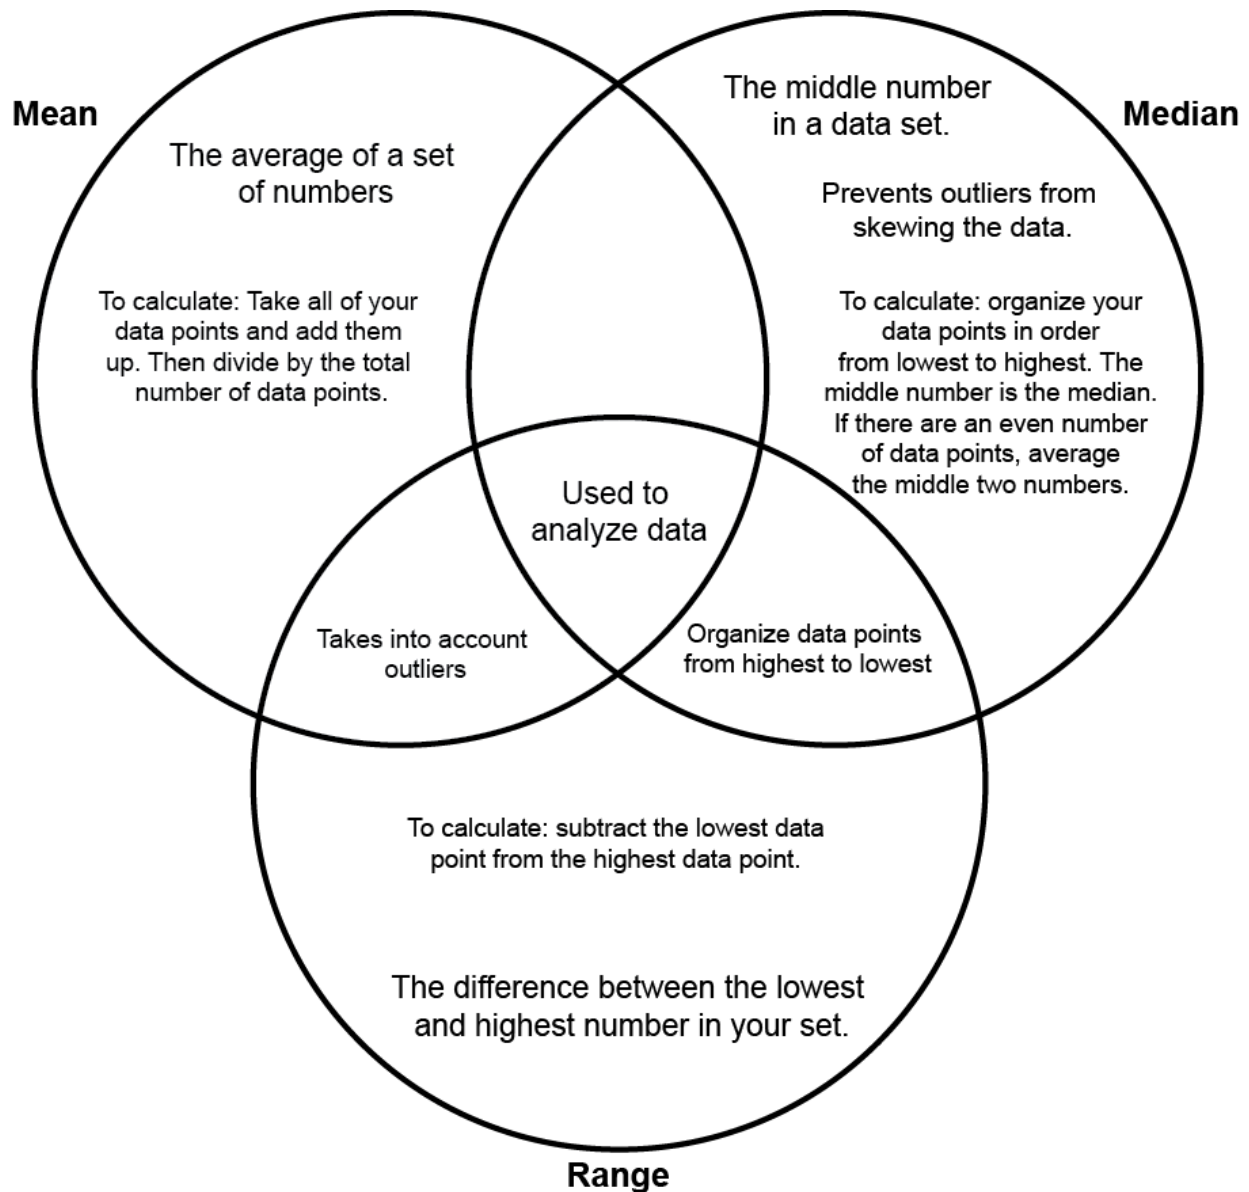 Mean
The average of a set
of numbers
To calculate: Take all of your
data points and add them
up. Then divide by the total
number of data points.
Median
The middle number
in a data set.
Prevents outliers from
skewing the data.
To calculate: organize your
data points in order
from lowest to highest. The
middle number is the median.
If there are an even number
of data points, average
the middle two numbers.
Used to
analyze data
Takes into account
outliers
Organize data points
from highest to lowest
To calculate: subtract the lowest data
point from the highest data point.
The difference between the lowest
and highest number in your set.
Range